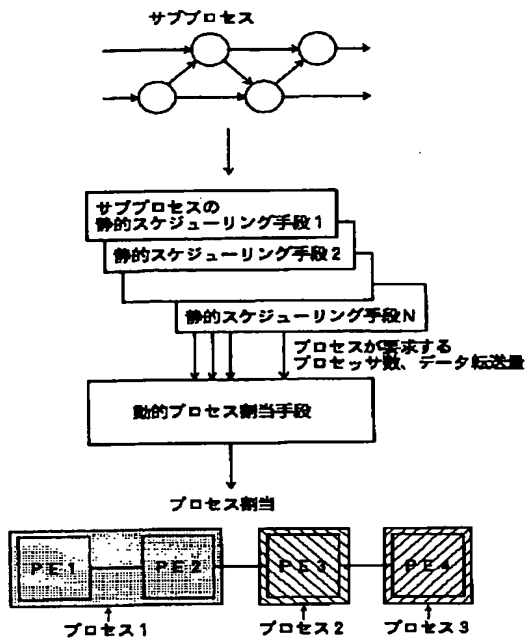 サブプロセス
サブプロセスの
静的スケジューリング手段1
静的スケジューリング手段2
静的スケジューリング手段N
プロセスが要求する
プロセッサ数、データ転送量
動的プロセス割当手段
プロセス割当
PE1
PE2
PE3
PE4
プロセス1
プロセス2
プロセス3